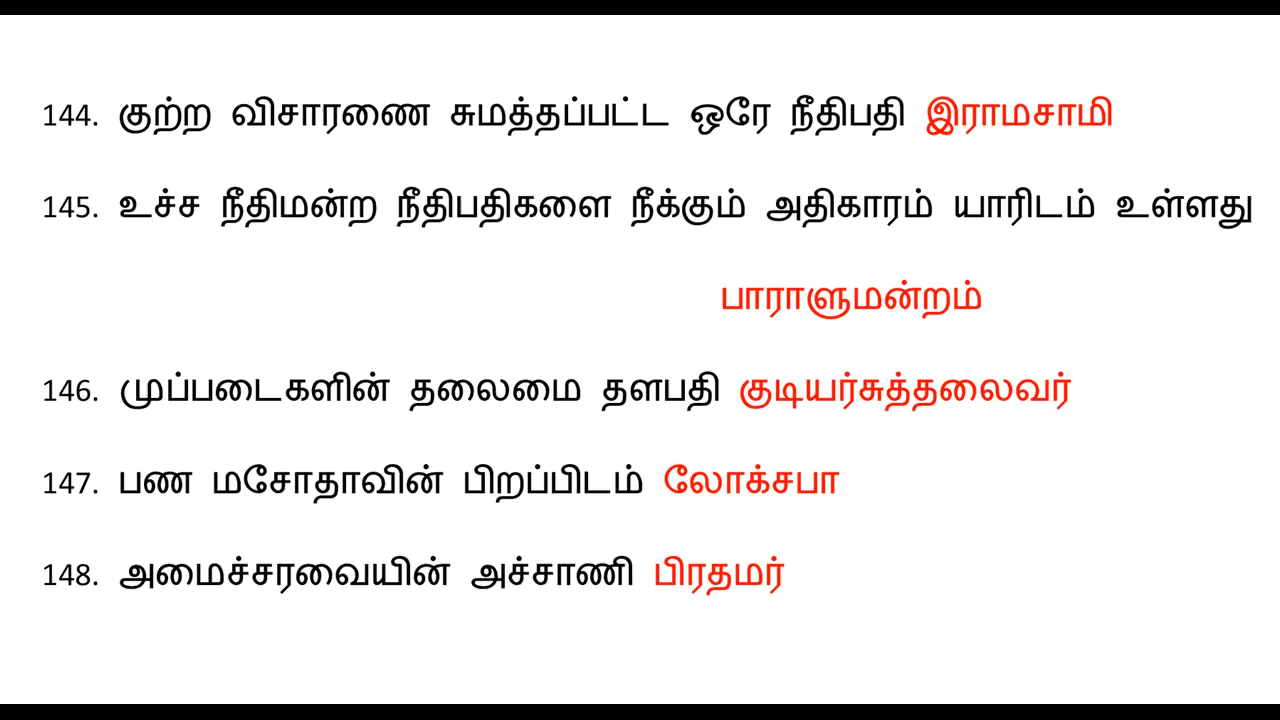 144. குற்ற விசாரணை சுமத்தப்பட்ட ஒரே நீதிபதி இராமசாமி
145. உச்ச நீதிமன்ற நீதிபதிகளை நீக்கும் அதிகாரம் யாரிடம் உள்ளது
பாராளுமன்றம்
146. முப்படைகளின் தலைமை தளபதி குடியர்சுத்தலைவர்
147. பண மசோதாவின் பிறப்பிடம் லோக்சபா
148. அமைச்சரவையின் அச்சாணி பிரதமர்